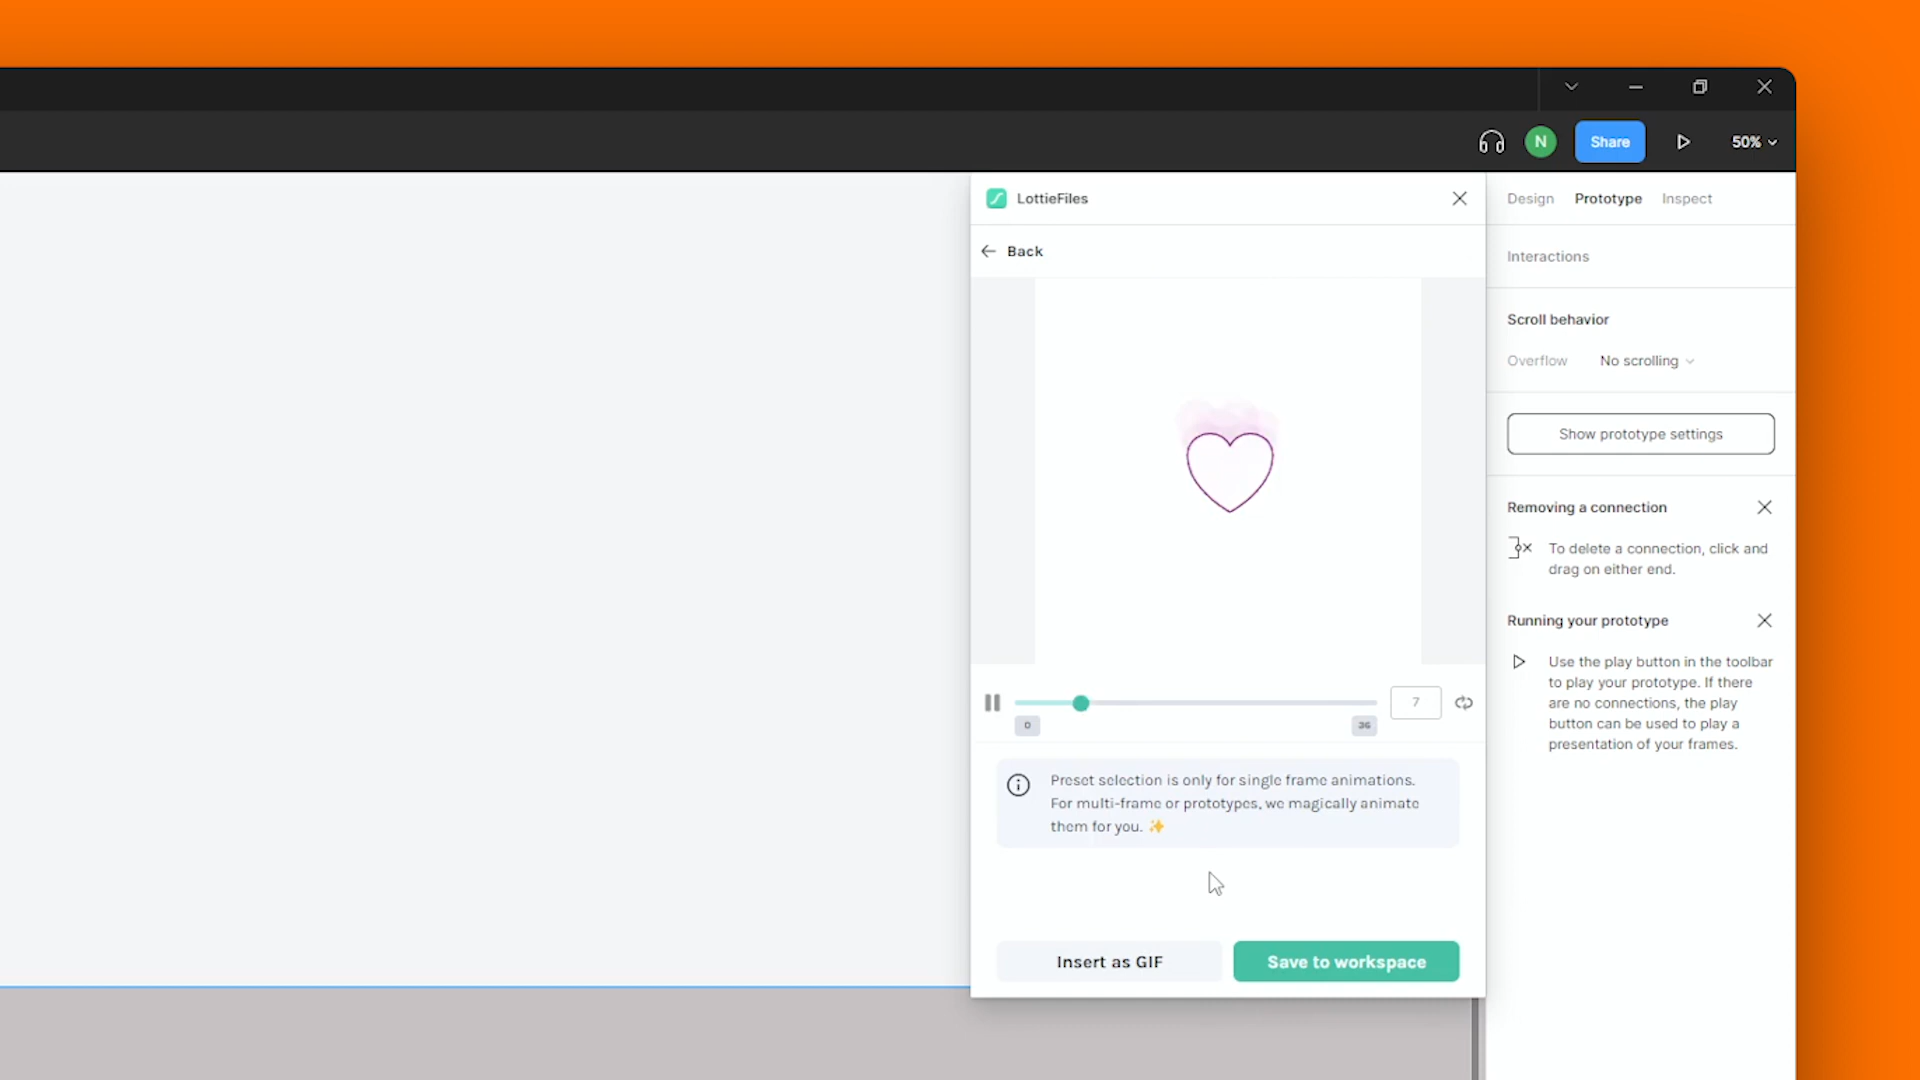 N
Share
50%
LottieFiles
Design
Prototype
Inspect
Back
Interactions
Scroll behavior
Overflow
No scrolling
Show prototype settings
Removing a connection
To delete a connection, click and
drag on either end.
Running your prototype
Use the play button in the toolbar
to play your prototype. If there
are no connections, the play
button can be used to play a
presentation of your frames.
7
0
36
Preset selection is only for single frame animations.
For multi-frame or prototypes, we magically animate
them for you. ✨
Insert as GIF
Save to workspace